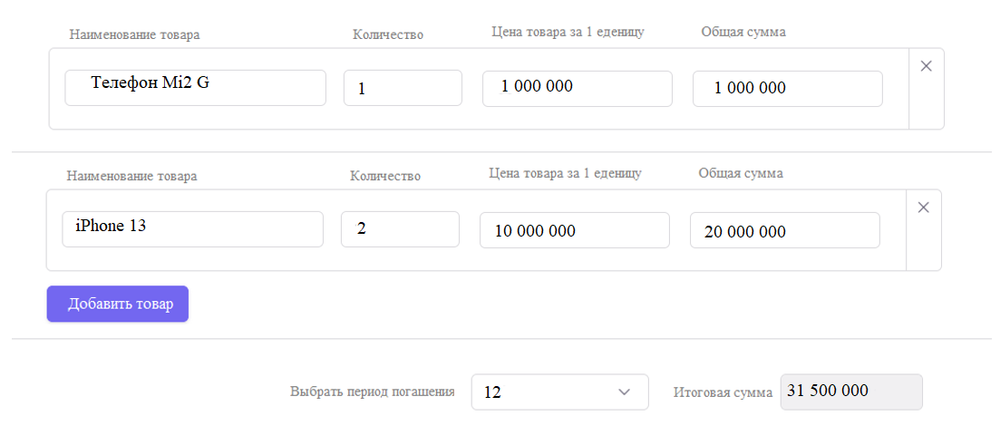 Наименование товара Количество Цена товара за 1 еденицу Общая сумма
Телефон Mi2 G 1 1 000 000 1 000 000
Наименование товара Количество Цена товара за 1 еденицу Общая сумма
iPhone 13 2 10 000 000 20 000 000
Добавить товар
Выбрать период погашения 12 Итоговая сумма 31 500 000